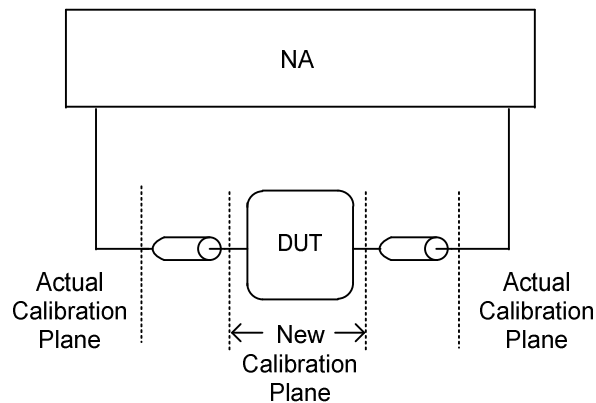 NA
DUT
Actual
Calibration
Plane
New
Calibration
Plane
Actual
Calibration
Plane